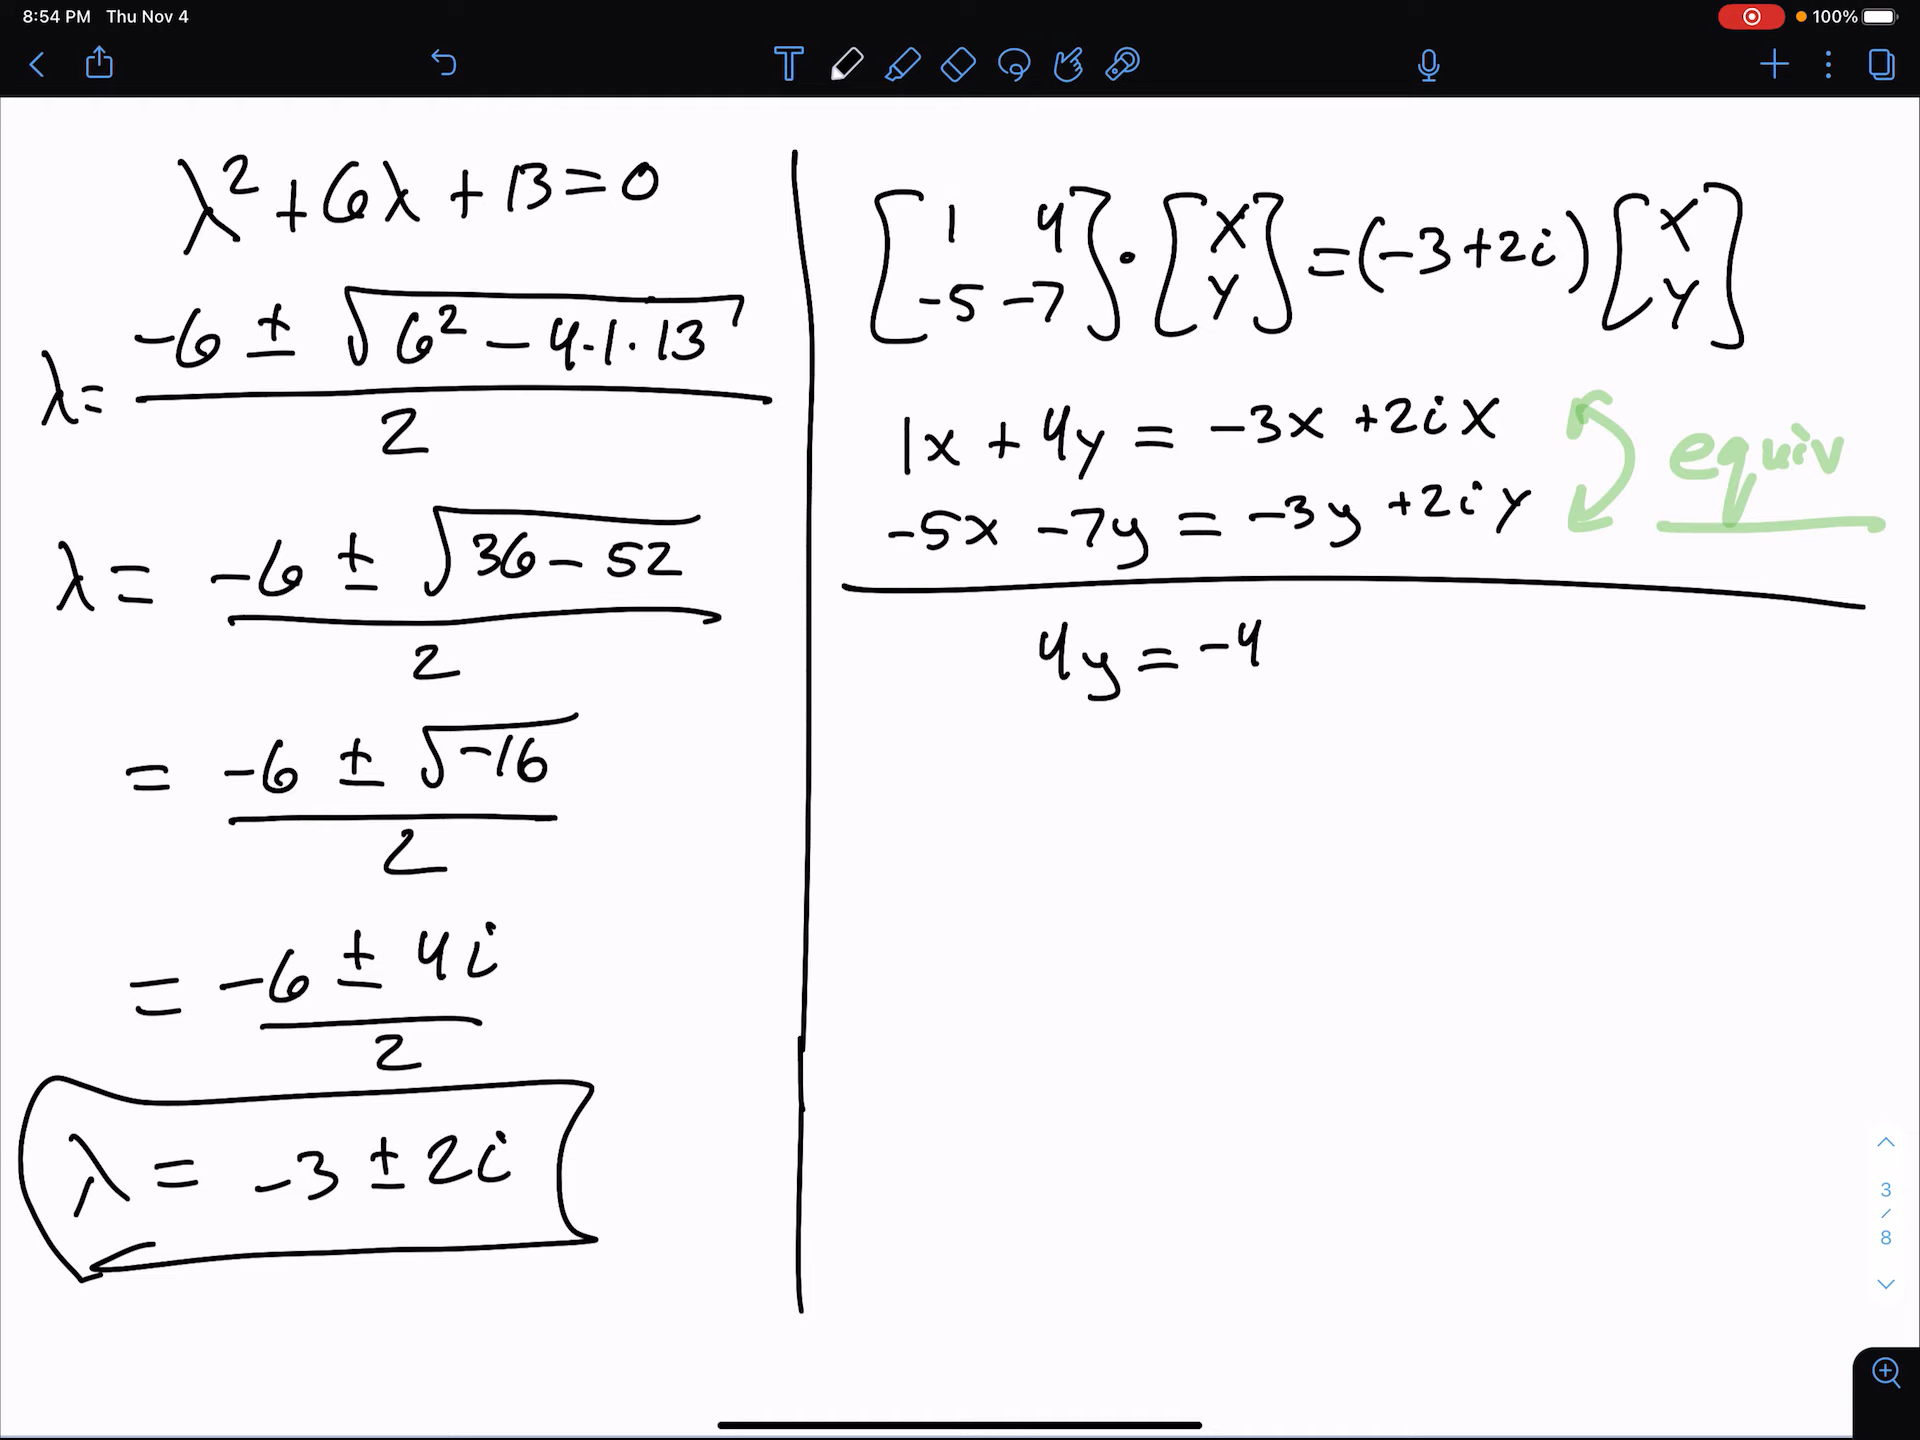 8:54 PM Thu Nov 4
100%
T
λ² + 6λ + 13 = 0
λ = (-6 ± √(6² - 4·1·13)) / 2
λ = (-6 ± √(36 - 52)) / 2
= (-6 ± √-16) / 2
= (-6 ± 4i) / 2
λ = -3 ± 2i
[1 4; -5 -7] · [x; y] = (-3 + 2i) [x; y]
1x + 4y = -3x + 2ix
-5x - 7y = -3y + 2iy
equiv
4y = -4
3
/
8